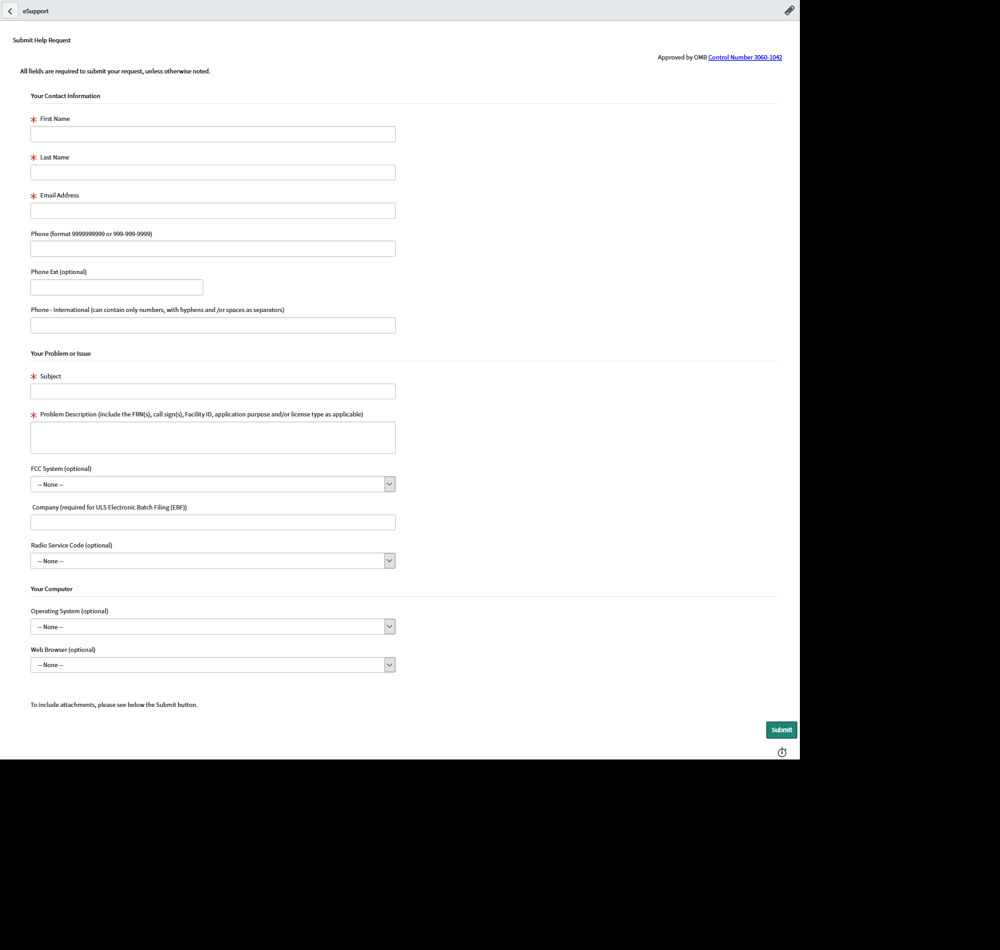 eSupport
Submit Help Request
Approved by OMB Control Number 3060-1042
All fields are required to submit your request, unless otherwise noted.
Your Contact Information
First Name
Last Name
Email Address
Phone (format 9999999999 or 999-999-9999)
Phone Ext (optional)
Phone - International (can contain only numbers, with hyphens and /or spaces as separators)
Your Problem or Issue
Subject
Problem Description (include the FRN(s), call sign(s), Facility ID, application purpose and/or license type as applicable)
FCC System (optional)
-- None --
Company (required for ULS Electronic Batch Filing (EBF))
Radio Service Code (optional)
-- None --
Your Computer
Operating System (optional)
-- None --
Web Browser (optional)
-- None --
To include attachments, please see below the Submit button.
Submit